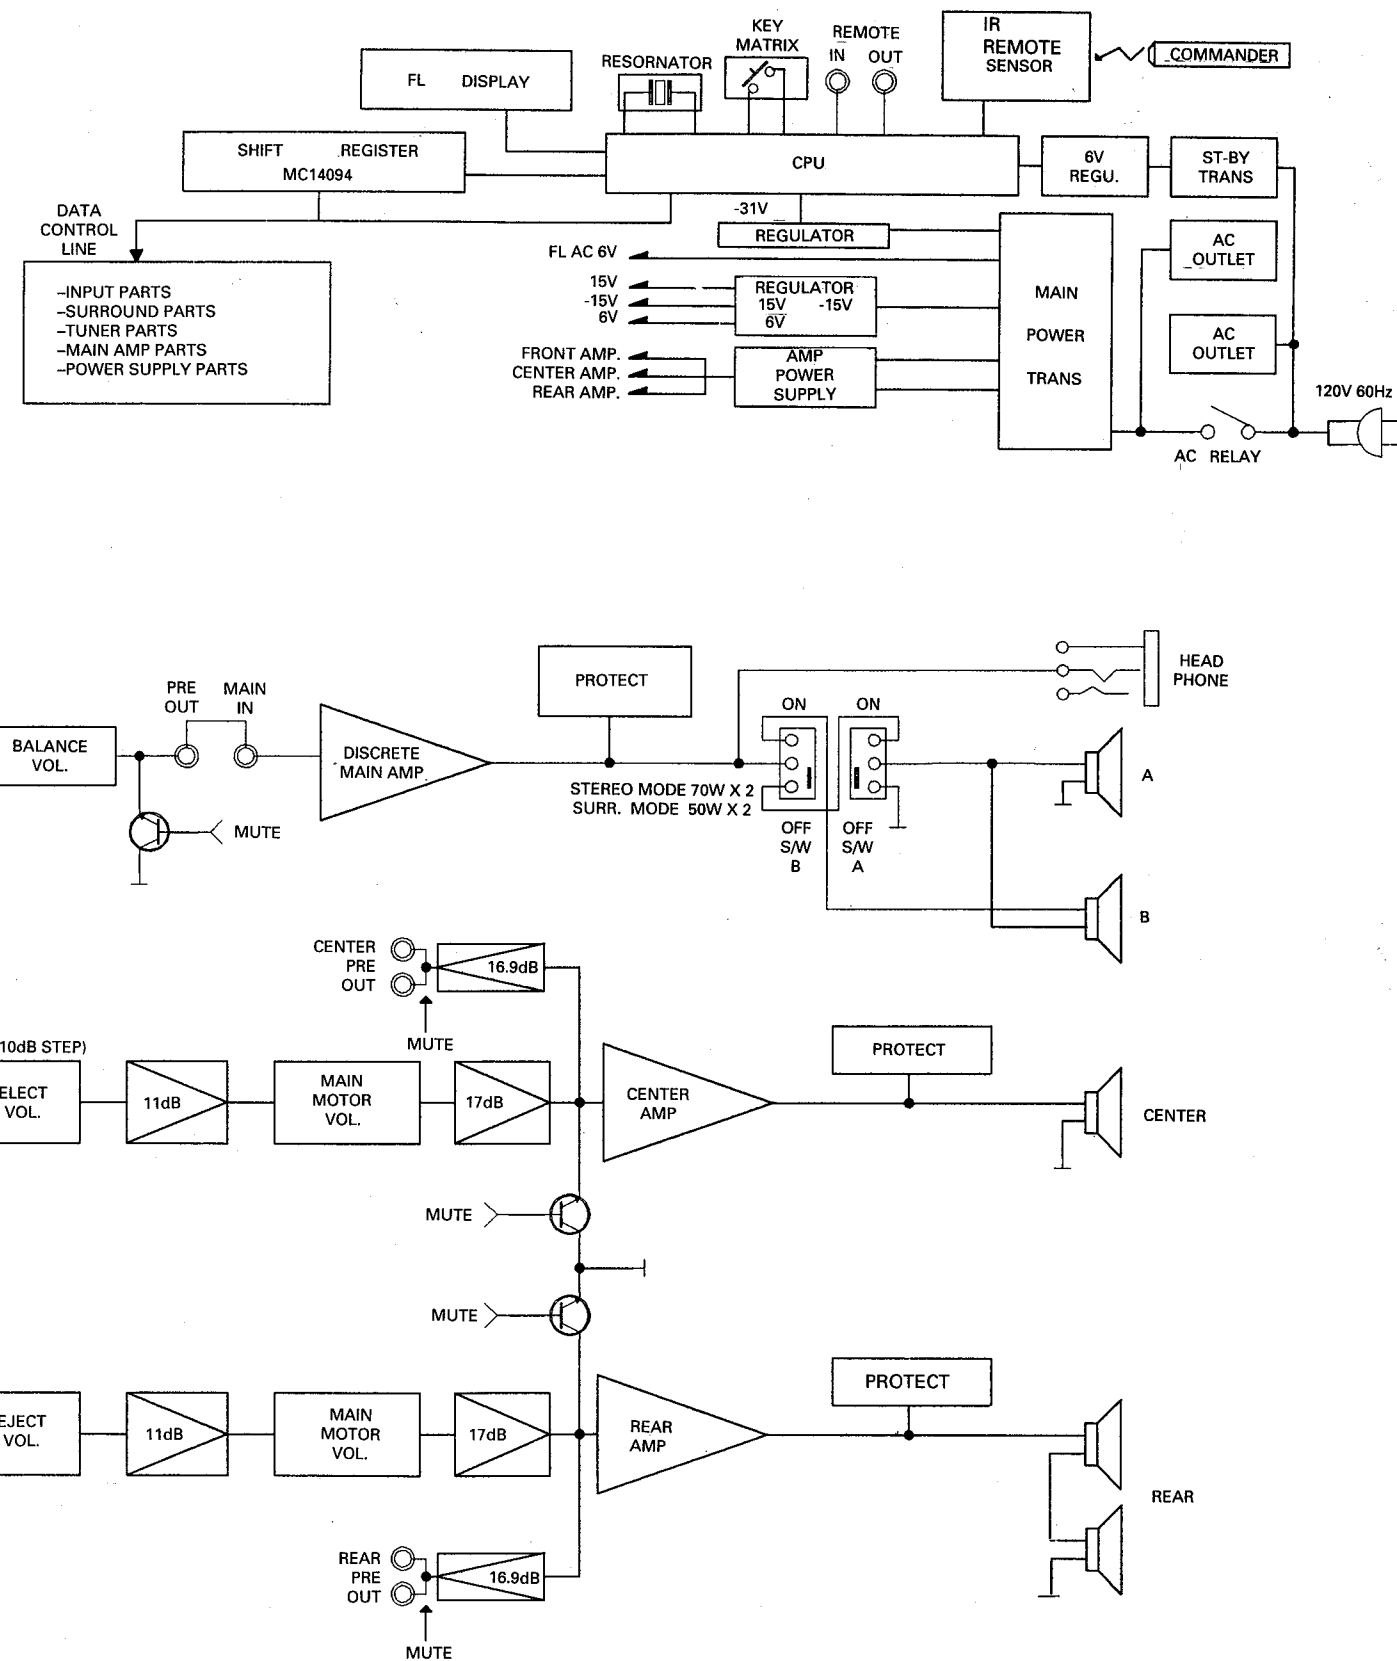 KEY
MATRIX
REMOTE
IN OUT
IR
REMOTE
SENSOR
COMMANDER
RESORNATOR
FL DISPLAY
SHIFT REGISTER
MC14094
CPU
6V
REGU.
ST-BY
TRANS
DATA
CONTROL
LINE
-31V
REGULATOR
AC
OUTLET
FL AC 6V
-INPUT PARTS
-SURROUND PARTS
-TUNER PARTS
-MAIN AMP PARTS
-POWER SUPPLY PARTS
15V
-15V
6V
REGULATOR
15V -15V
6V
MAIN
POWER
TRANS
AC
OUTLET
FRONT AMP.
CENTER AMP.
REAR AMP.
AMP
POWER
SUPPLY
120V 60Hz
AC RELAY
HEAD
PHONE
PROTECT
PRE
OUT
MAIN
IN
ON
ON
BALANCE
VOL.
DISCRETE
MAIN AMP.
A
STEREO MODE 70W X 2
SURR. MODE 50W X 2
MUTE
OFF
S/W
B
OFF
S/W
A
B
CENTER
PRE
OUT
16.9dB
MUTE
10dB STEP)
PROTECT
ELECT
VOL.
11dB
MAIN
MOTOR
VOL.
17dB
CENTER
AMP
CENTER
MUTE
MUTE
PROTECT
EJECT
VOL.
11dB
MAIN
MOTOR
VOL.
17dB
REAR
AMP
REAR
REAR
PRE
OUT
16.9dB
MUTE